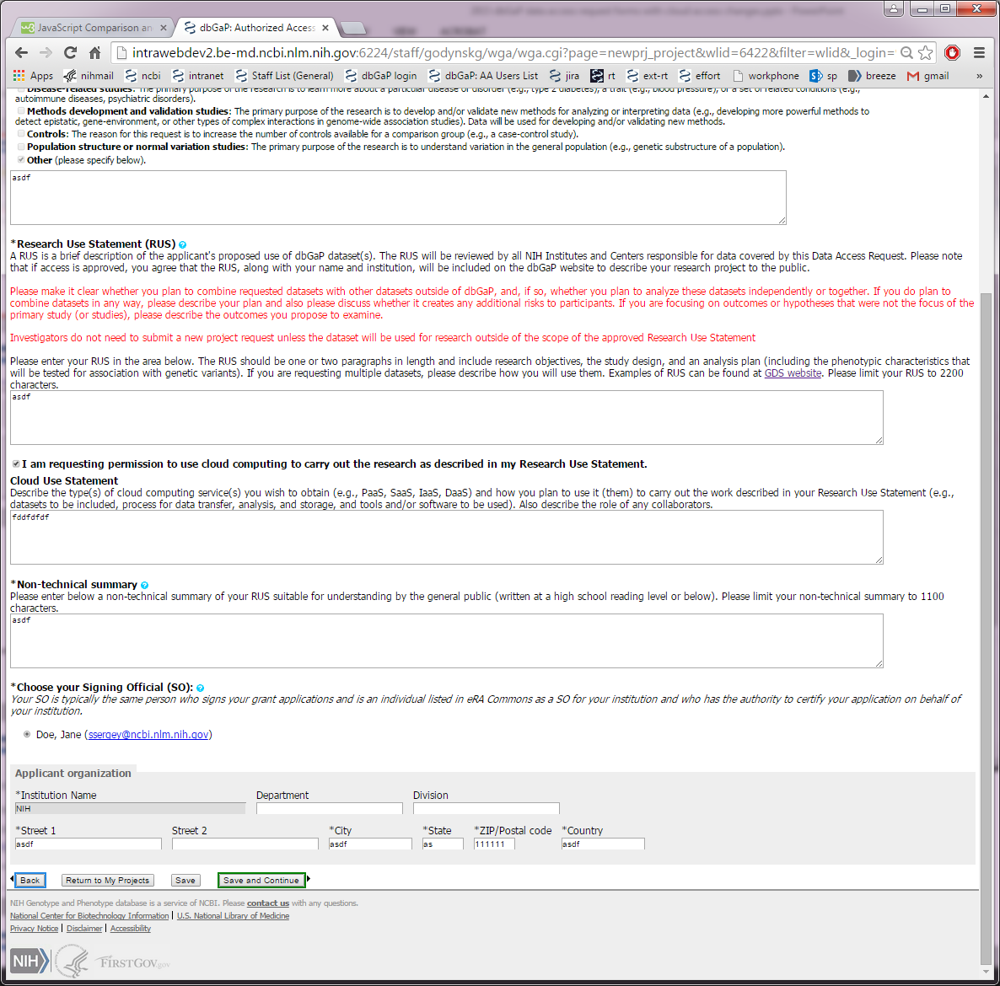 JavaScript Comparison an
dbGaP: Authorized Access
intrawebdev2.be-md.ncbi.nlm.nih.gov:6224/staff/godynskg/wga/wga.cgi?page=newprj_project&wlid=6422&filter=wlid&_login=
Apps nihmail ncbi intranet Staff List (General) dbGaP login dbGaP: AA Users List jira rt ext-rt effort workphone sp breeze gmail »
Disease-related studies: The primary purpose of the research is to learn more about a particular disease or disorder (e.g., type 2 diabetes), a trait (e.g., blood pressure), or a set of related conditions (e.g.,
autoimmune diseases, psychiatric disorders).
Methods development and validation studies: The primary purpose of the research is to develop and/or validate new methods for analyzing or interpreting data (e.g., developing more powerful methods to
detect epistatic, gene-environment, or other types of complex interactions in genome-wide association studies). Data will be used for developing and/or validating new methods.
Controls: The reason for this request is to increase the number of controls available for a comparison group (e.g., a case-control study).
Population structure or normal variation studies: The primary purpose of the research is to understand variation in the general population (e.g., genetic substructure of a population).
Other (please specify below).
asdf
*Research Use Statement (RUS) ?
A RUS is a brief description of the applicant's proposed use of dbGaP dataset(s). The RUS will be reviewed by all NIH Institutes and Centers responsible for data covered by this Data Access Request. Please note
that if access is approved, you agree that the RUS, along with your name and institution, will be included on the dbGaP website to describe your research project to the public.
Please make it clear whether you plan to combine requested datasets with other datasets outside of dbGaP, and, if so, whether you plan to analyze these datasets independently or together. If you do plan to
combine datasets in any way, please describe your plan and also please discuss whether it creates any additional risks to participants. If you are focusing on outcomes or hypotheses that were not the focus of the
primary study (or studies), please describe the outcomes you propose to examine.
Investigators do not need to submit a new project request unless the dataset will be used for research outside of the scope of the approved Research Use Statement
Please enter your RUS in the area below. The RUS should be one or two paragraphs in length and include research objectives, the study design, and an analysis plan (including the phenotypic characteristics that
will be tested for association with genetic variants). If you are requesting multiple datasets, please describe how you will use them. Examples of RUS can be found at GDS website. Please limit your RUS to 2200
characters.
asdf
I am requesting permission to use cloud computing to carry out the research as described in my Research Use Statement.
Cloud Use Statement
Describe the type(s) of cloud computing service(s) you wish to obtain (e.g., PaaS, SaaS, IaaS, DaaS) and how you plan to use it (them) to carry out the work described in your Research Use Statement (e.g.,
datasets to be included, process for data transfer, analysis, and storage, and tools and/or software to be used). Also describe the role of any collaborators.
fddfdfdf
*Non-technical summary ?
Please enter below a non-technical summary of your RUS suitable for understanding by the general public (written at a high school reading level or below). Please limit your non-technical summary to 1100
characters.
asdf
*Choose your Signing Official (SO): ?
Your SO is typically the same person who signs your grant applications and is an individual listed in eRA Commons as a SO for your institution and who has the authority to certify your application on behalf of
your institution.
Doe, Jane (ssergey@ncbi.nlm.nih.gov)
Applicant organization
*Institution Name Department Division
NIH
*Street 1 Street 2 *City *State *ZIP/Postal code *Country
asdf asdf as 111111 asdf
Back Return to My Projects Save Save and Continue
NIH Genotype and Phenotype database is a service of NCBI. Please contact us with any questions.
National Center for Biotechnology Information | U.S. National Library of Medicine
Privacy Notice | Disclaimer | Accessibility
NIH FIRSTGOV.gov